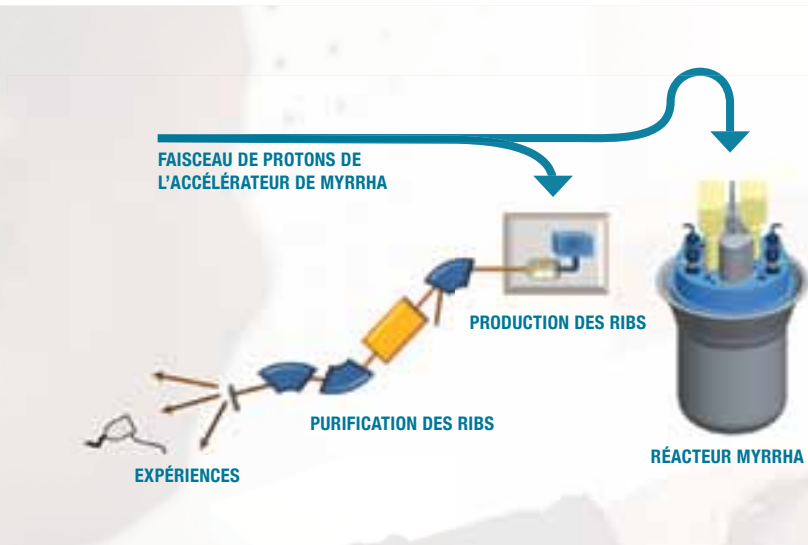 FAISCEAU DE PROTONS DE
L'ACCÉLÉRATEUR DE MYRRHA
PRODUCTION DES RIBS
PURIFICATION DES RIBS
RÉACTEUR MYRRHA
EXPÉRIENCES